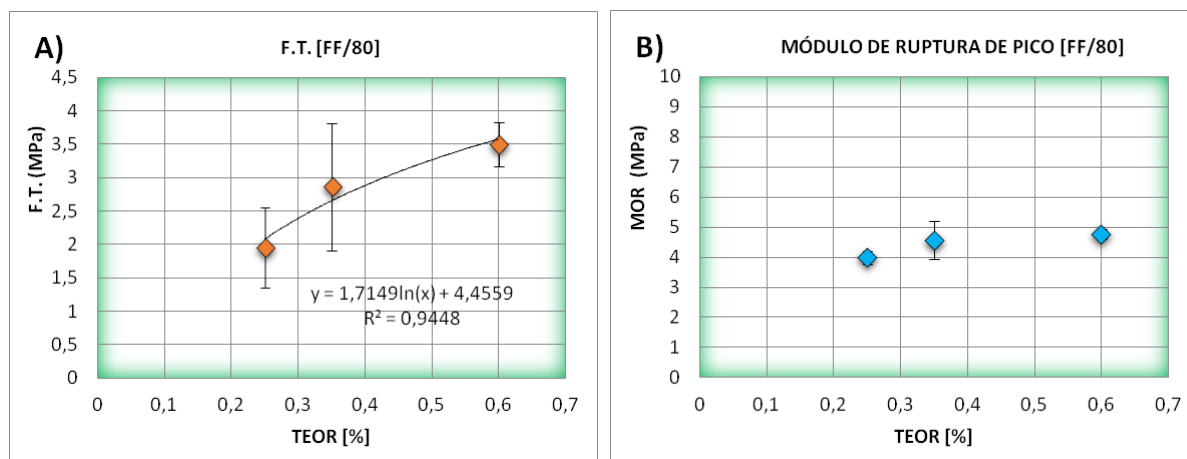 A)
F.T. [FF/80]
4,5
4
3,5
3
2,5
2
1,5
1
0,5
0
F.T. (MPa)
y = 1,7149ln(x) + 4,4559
R² = 0,9448
0 0,1 0,2 0,3 0,4 0,5 0,6 0,7
TEOR [%]
B)
MÓDULO DE RUPTURA DE PICO [FF/80]
10
9
8
7
6
5
4
3
2
1
0
MOR (MPa)
0 0,1 0,2 0,3 0,4 0,5 0,6 0,7
TEOR [%]